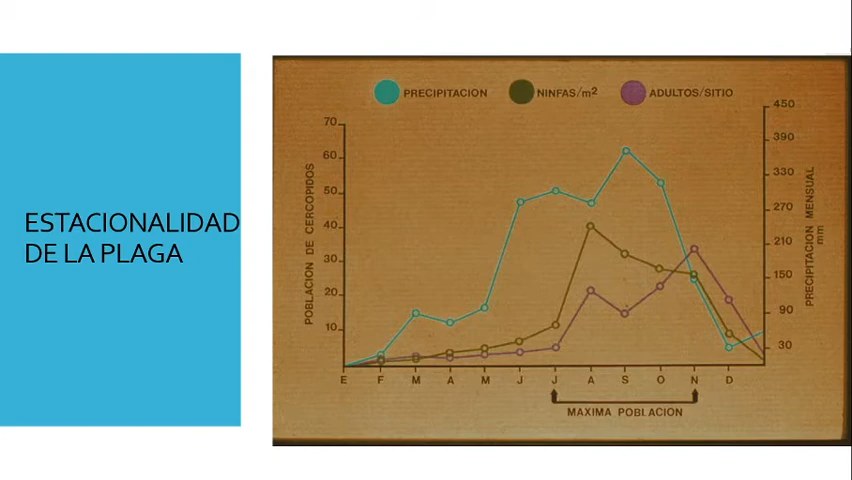 ESTACIONALIDAD
DE LA PLAGA
PRECIPITACION
NINFAS/m2
ADULTOS/SITIO
POBLACION DE CERCOPIDOS
70
60
50
40
30
20
10
450
390
330
270
210
150
90
30
PRECIPITACION MENSUAL
mm
E F M A M J J A S O N D
MAXIMA POBLACION